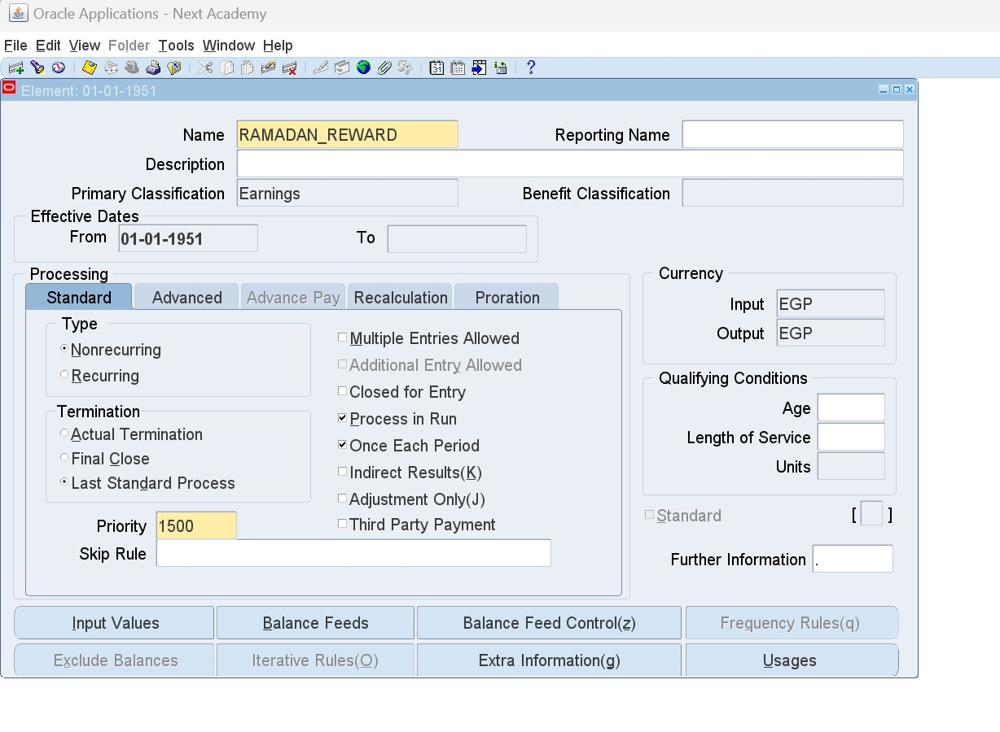 Oracle Applications - Next Academy
File Edit View Folder Tools Window Help
31
?
Element: 01-01-1951
Name RAMADAN_REWARD Reporting Name
Description
Primary Classification Earnings Benefit Classification
Effective Dates
From 01-01-1951 To
Processing
Standard Advanced Advance Pay Recalculation Proration
Type
Nonrecurring
Recurring
Termination
Actual Termination
Final Close
Last Standard Process
Multiple Entries Allowed
Additional Entry Allowed
Closed for Entry
Process in Run
Once Each Period
Indirect Results(K)
Adjustment Only(J)
Third Party Payment
Priority 1500
Skip Rule
Currency
Input EGP
Output EGP
Qualifying Conditions
Age
Length of Service
Units
Standard [ ]
Further Information .
Input Values Balance Feeds Balance Feed Control(z) Frequency Rules(q)
Exclude Balances Iterative Rules(O) Extra Information(g) Usages